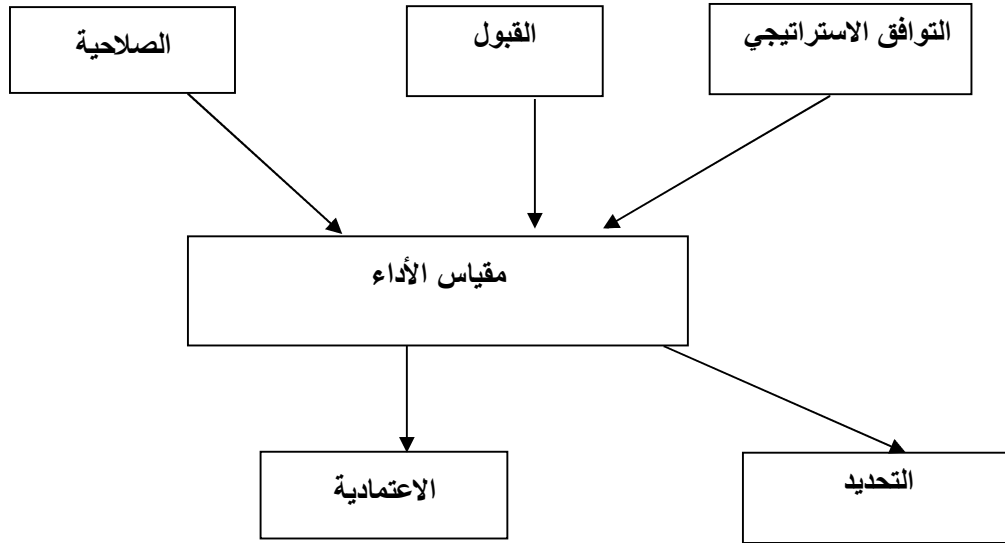 التوافق الاستراتيجي
القبول
الصلاحية
مقياس الأداء
التحديد
الاعتمادية